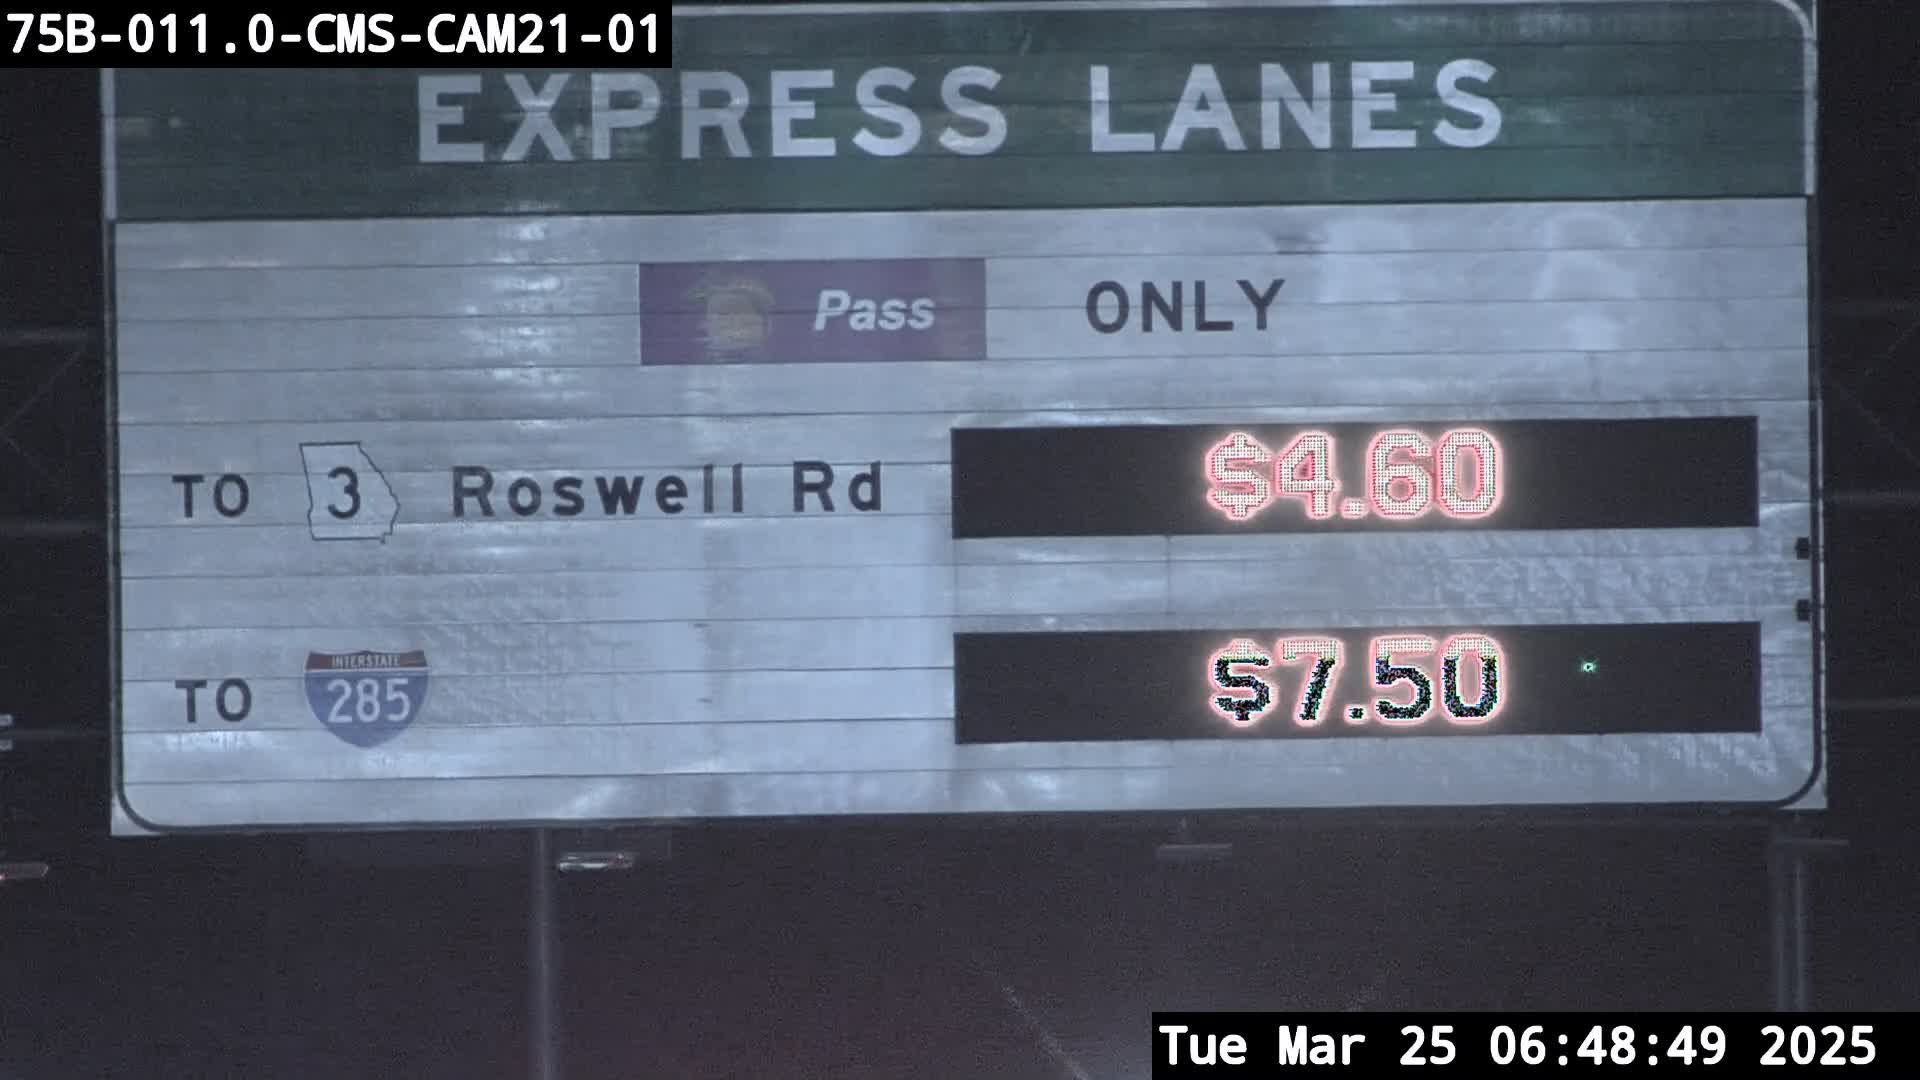 75B-011.0-CMS-CAM21-01
EXPRESS LANES
Pass ONLY
TO 3 Roswell Rd $4.60
INTERSTATE
TO 285 $7.50
Tue Mar 25 06:48:49 2025